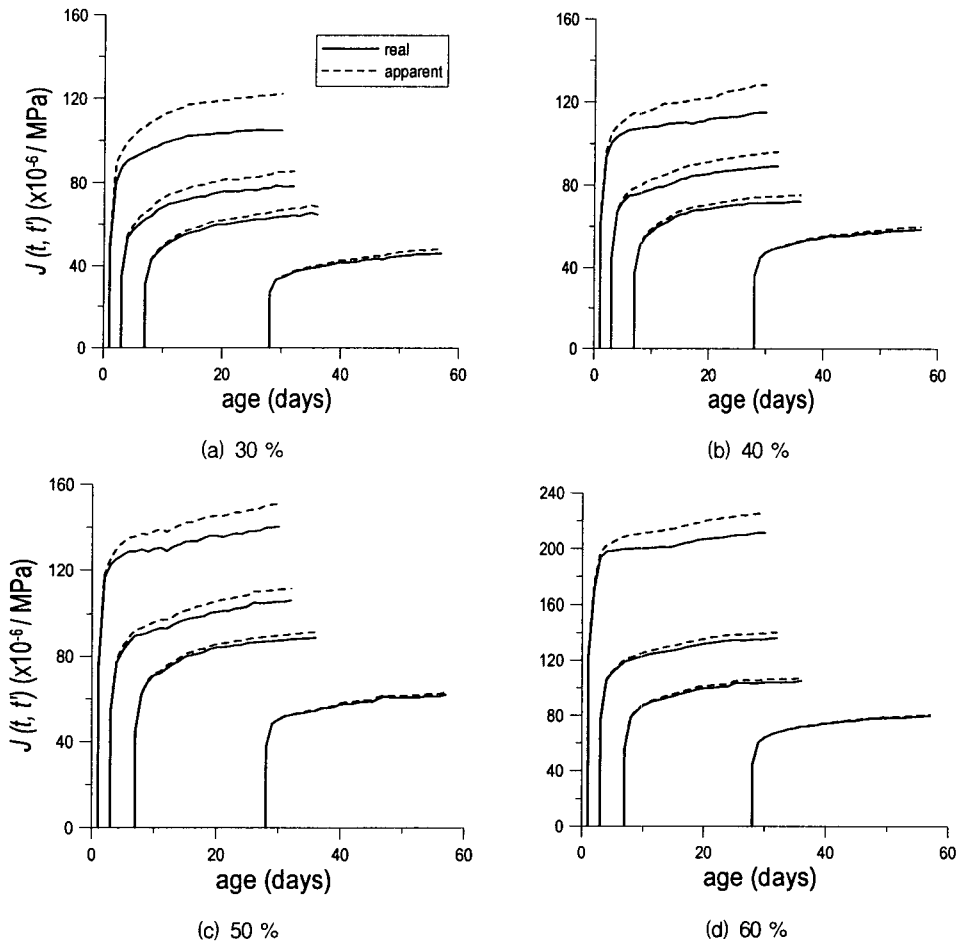 160
120
80
40
0
J (t, t') (x10⁻⁶ / MPa)
real
apparent
0 20 40 60
age (days)
(a) 30 %
160
120
80
40
0
0 20 40 60
age (days)
(b) 40 %
160
120
80
40
0
J (t, t') (x10⁻⁶ / MPa)
0 20 40 60
age (days)
(c) 50 %
240
200
160
120
80
40
0
0 20 40 60
age (days)
(d) 60 %